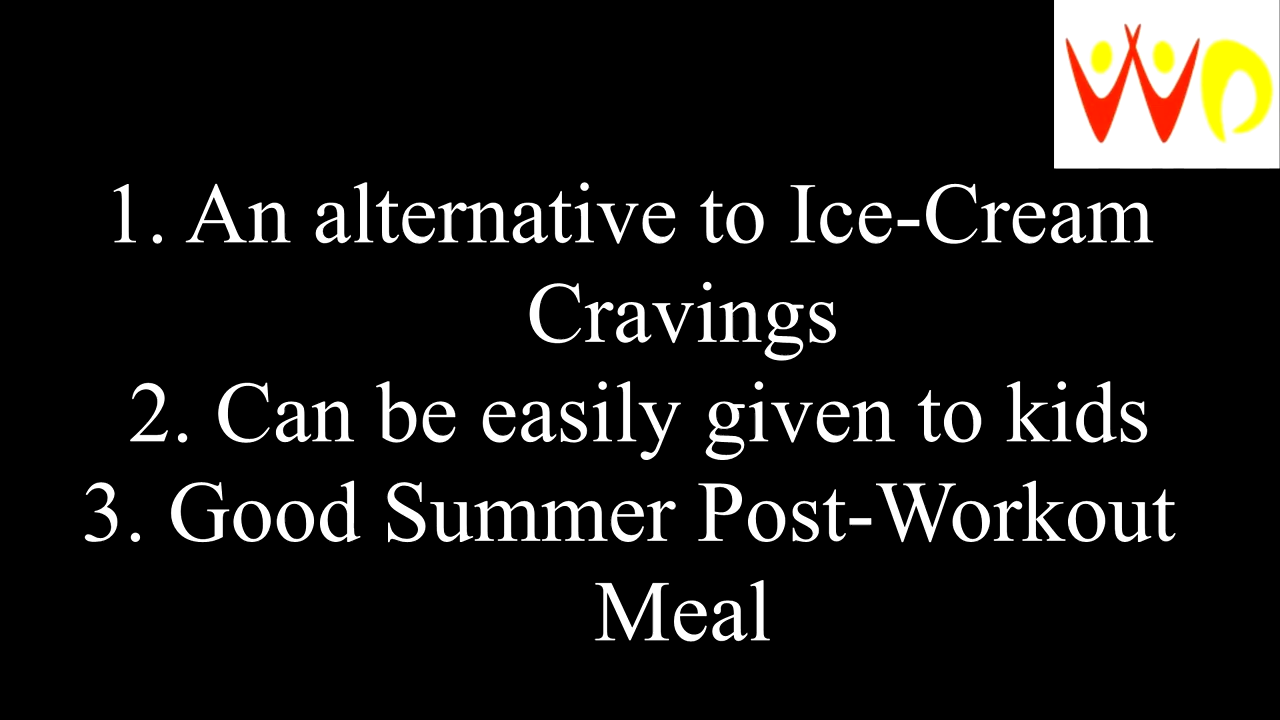 1. An alternative to Ice-Cream
Cravings
2. Can be easily given to kids
3. Good Summer Post-Workout
Meal